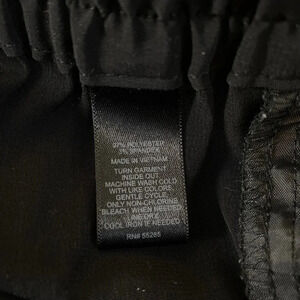 97% POLYESTER
3% SPANDEX
MADE IN VIETNAM
TURN GARMENT
INSIDE OUT
MACHINE WASH COLD
WITH LIKE COLORS,
GENTLE CYCLE,
ONLY NON-CHLORINE
BLEACH WHEN NEEDED
LINE DRY,
COOL IRON IF NEEDED
RN# 55285